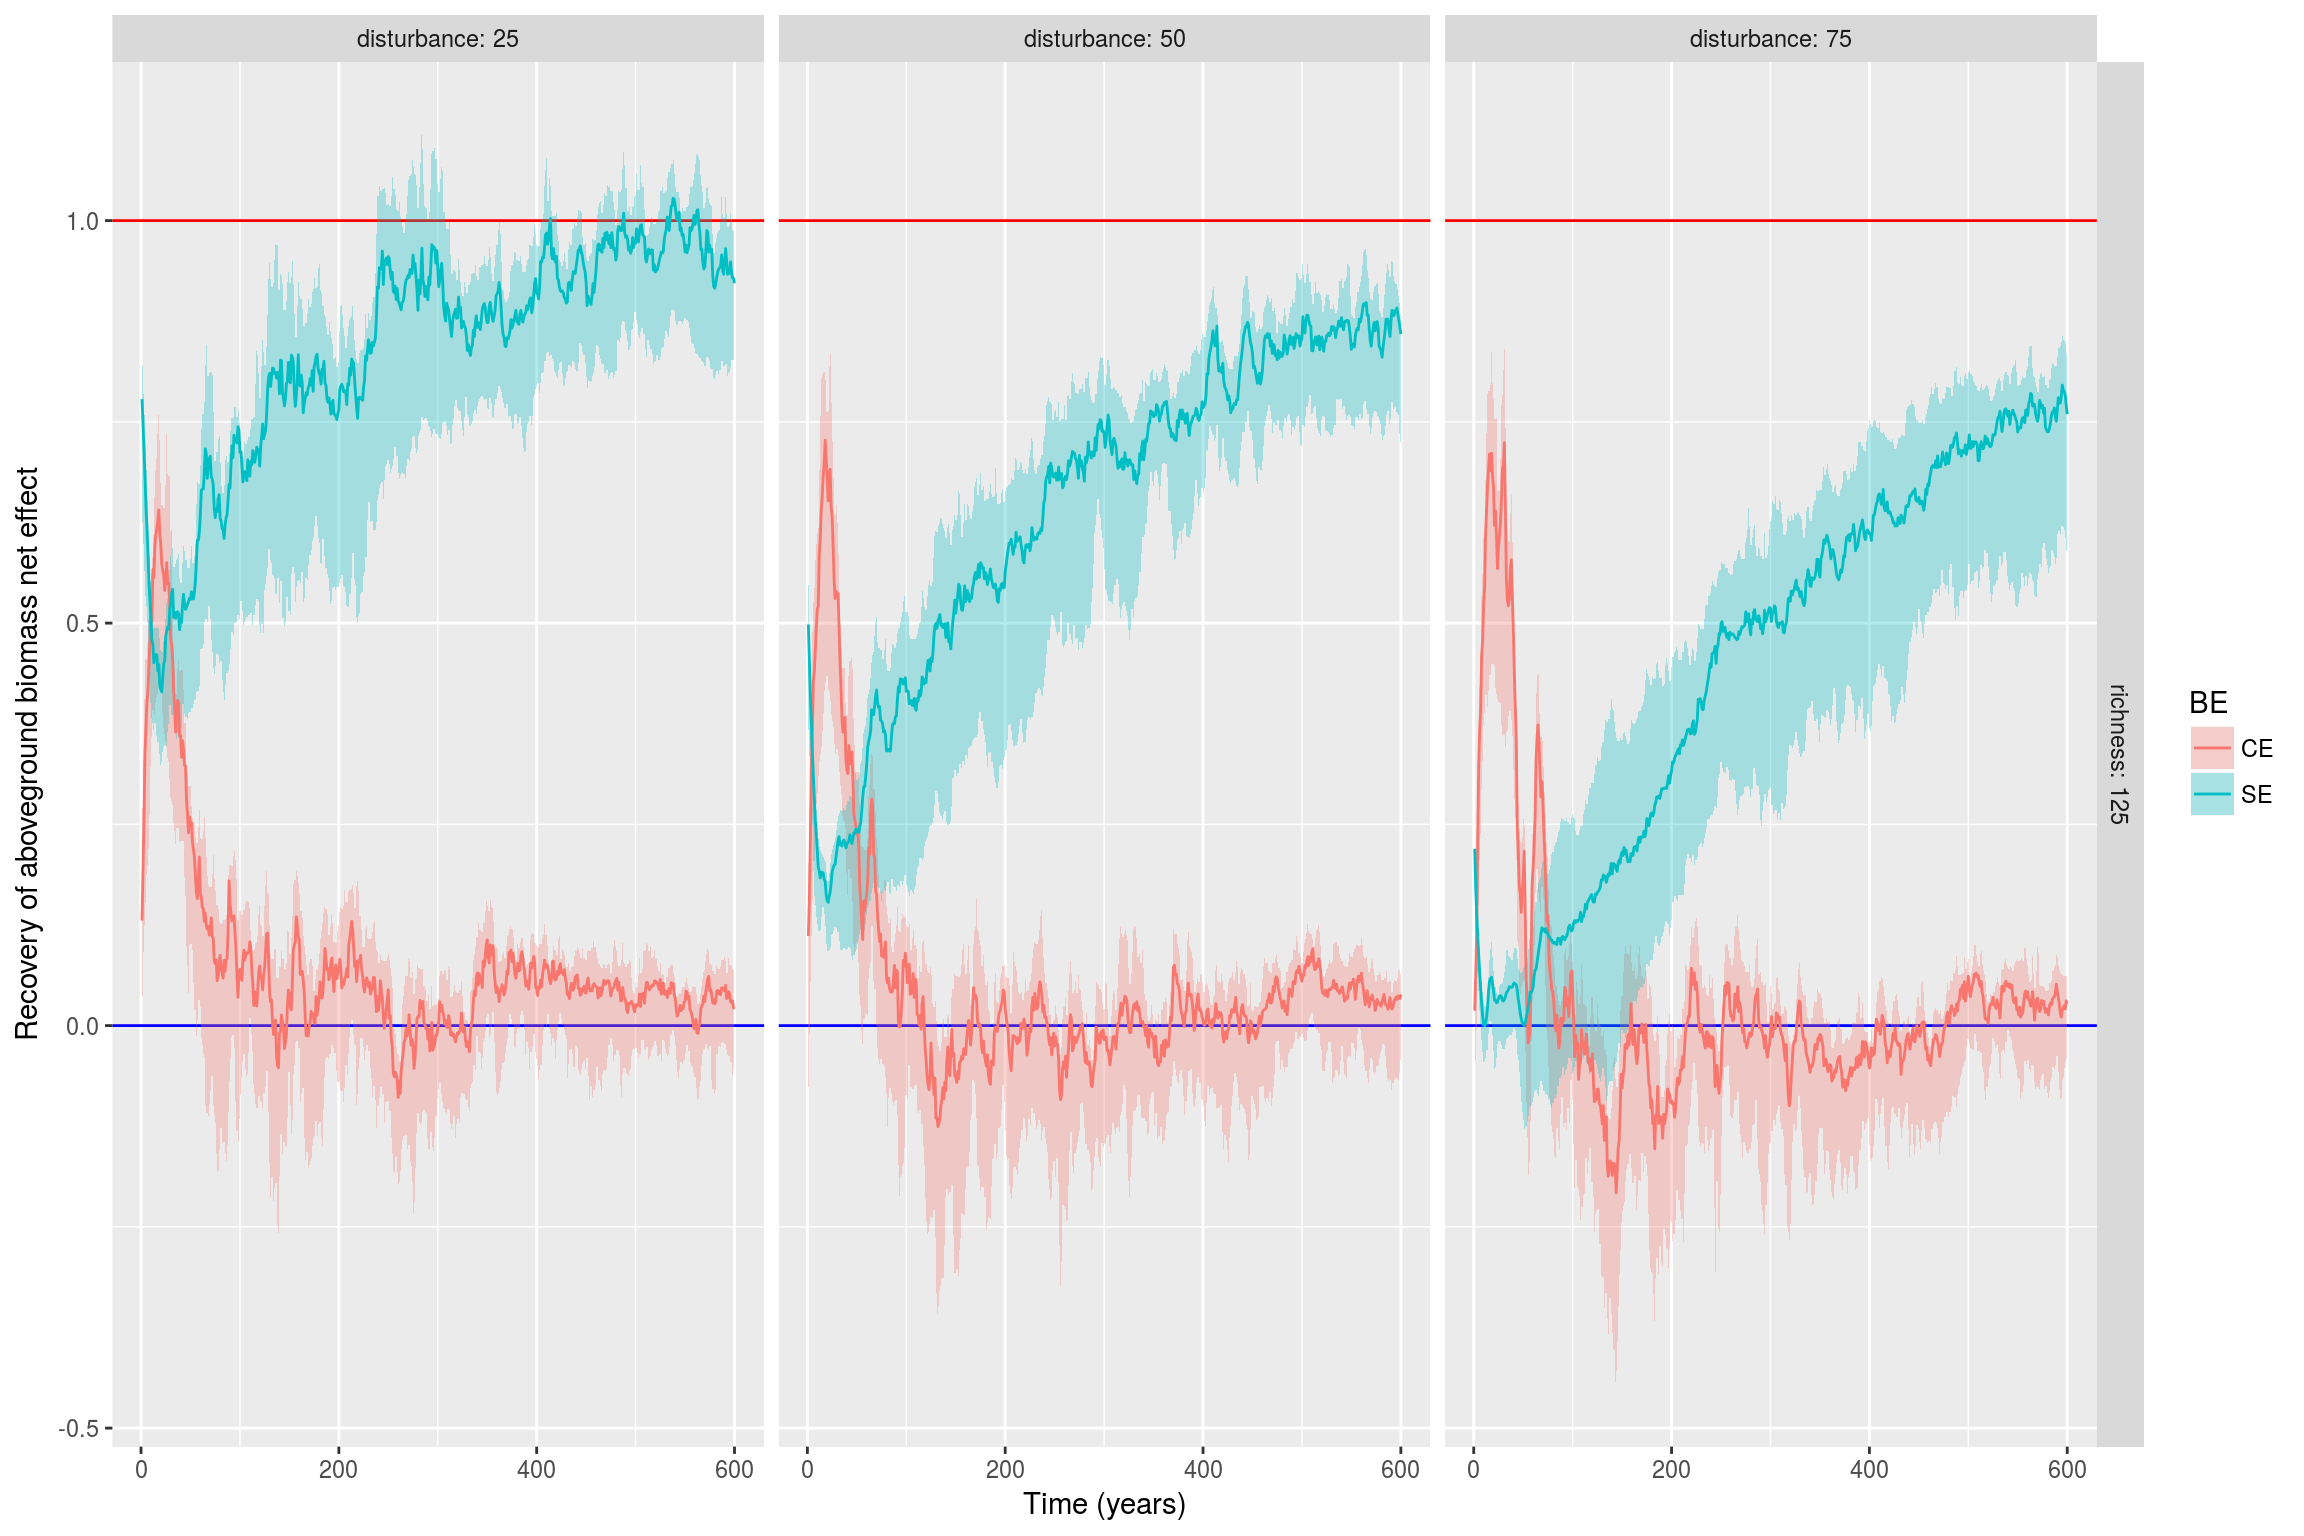 disturbance: 25
disturbance: 50
disturbance: 75
Recovery of aboveground biomass net effect
1.0
0.5
0.0
-0.5
0
200
400
600
0
200
400
600
0
200
400
600
Time (years)
richness: 125
BE
CE
SE